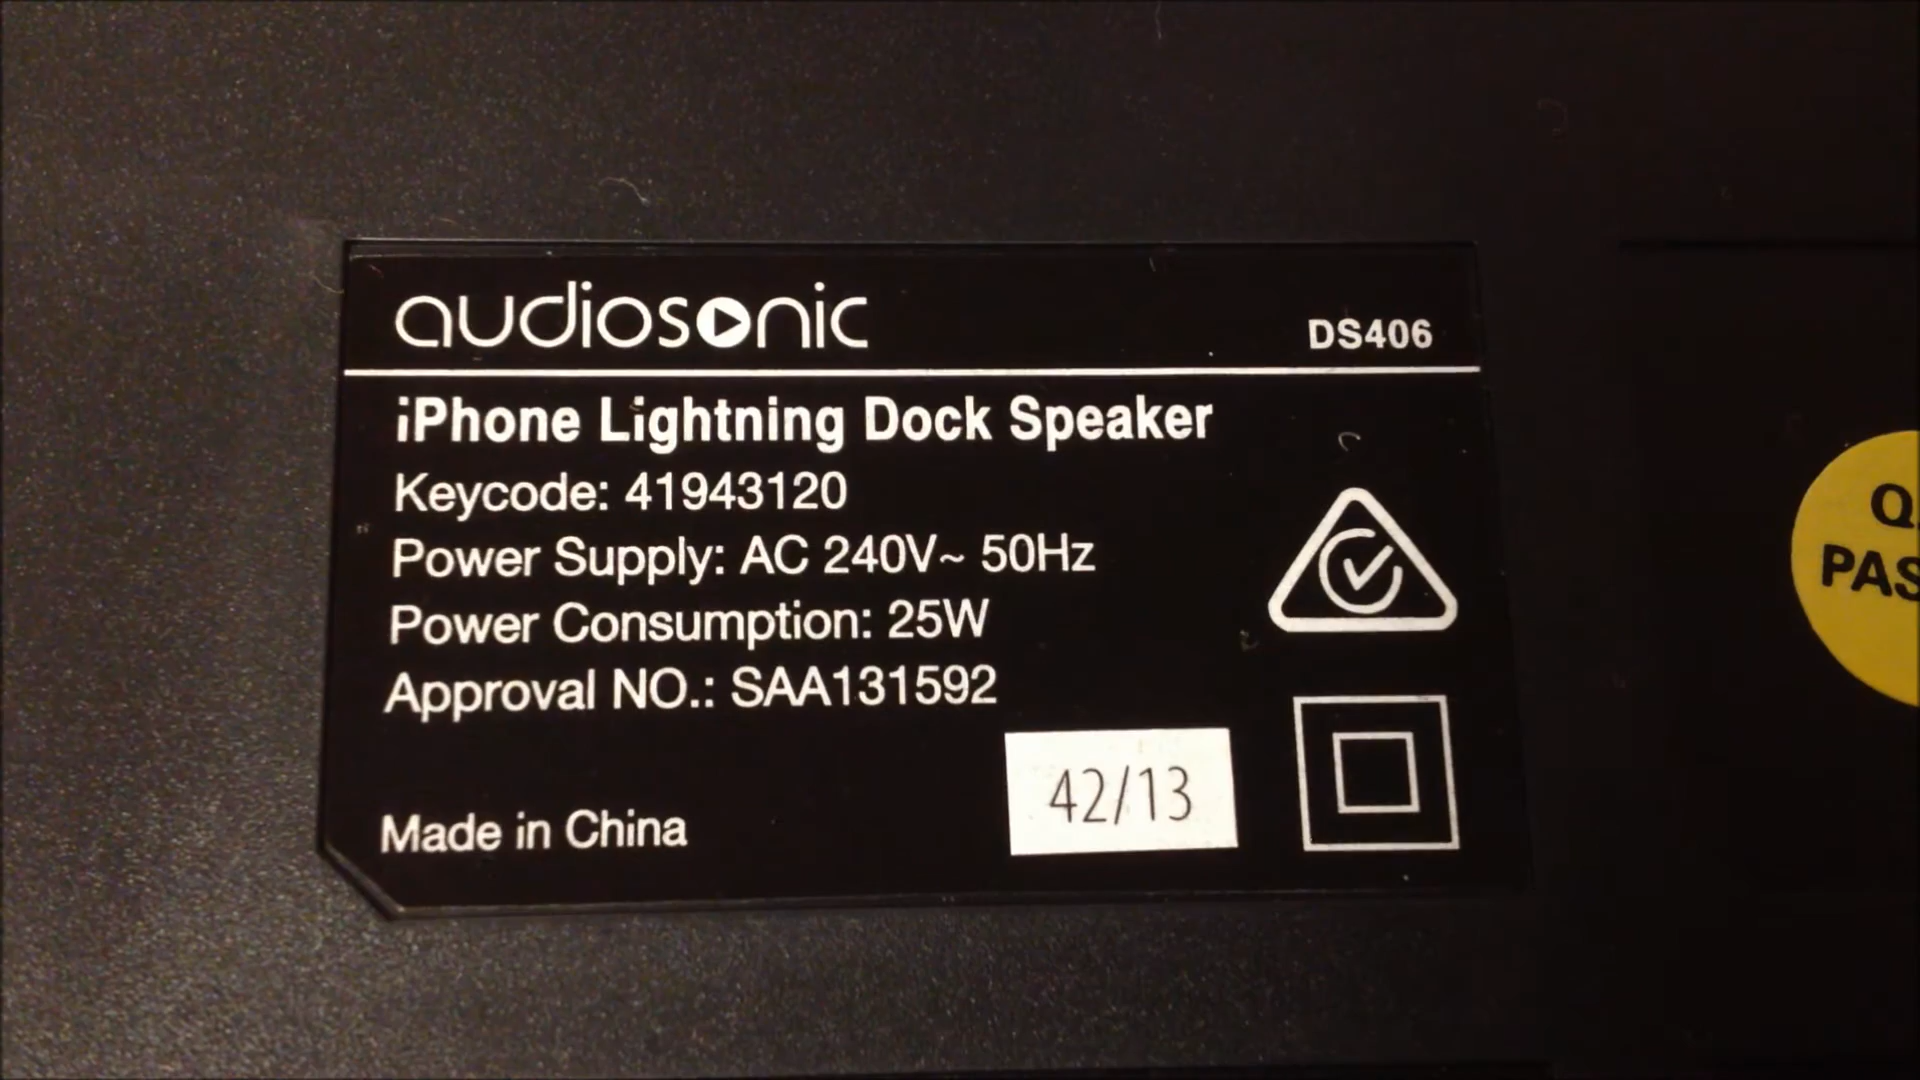 audiosonic
DS406
iPhone Lightning Dock Speaker
Keycode: 41943120
Power Supply: AC 240V~ 50Hz
Power Consumption: 25W
Approval NO.: SAA131592
42/13
Made in China